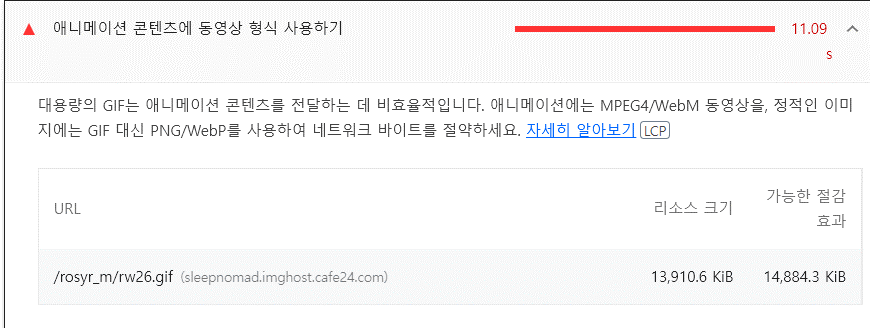 애니메이션 콘텐츠에 동영상 형식 사용하기 11.09
s
대용량의 GIF는 애니메이션 콘텐츠를 전달하는 데 비효율적입니다. 애니메이션에는 MPEG4/WebM 동영상을, 정적인 이미
지에는 GIF 대신 PNG/WebP를 사용하여 네트워크 바이트를 절약하세요. 자세히 알아보기 LCP
URL 리소스 크기 가능한 절감
효과
/rosyr_m/rw26.gif (sleepnomad.imghost.cafe24.com) 13,910.6 KiB 14,884.3 KiB